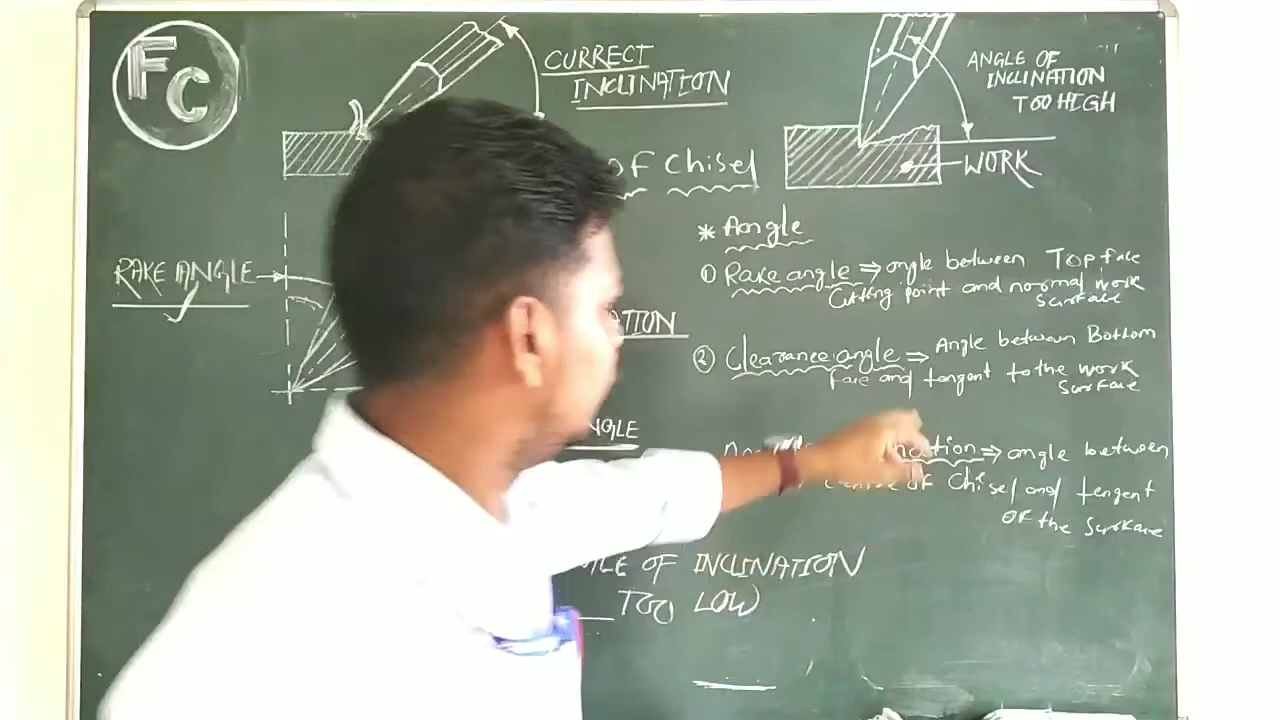 FC
CURRECT
INCLINATION
ANGLE OF
INCLINATION
TOO HIGH
WORK
OF Chisel
RAKE ANGLE
* Angle
① Rake angle ⇒ angle between Top face
Cutting point and normal work
surface
② Clearance angle ⇒ Angle between Bottom
face and tangent to the work
surface
⇒ angle between
of Chisel and tengent
OF the Surface
OF INCLINATION
TOO LOW